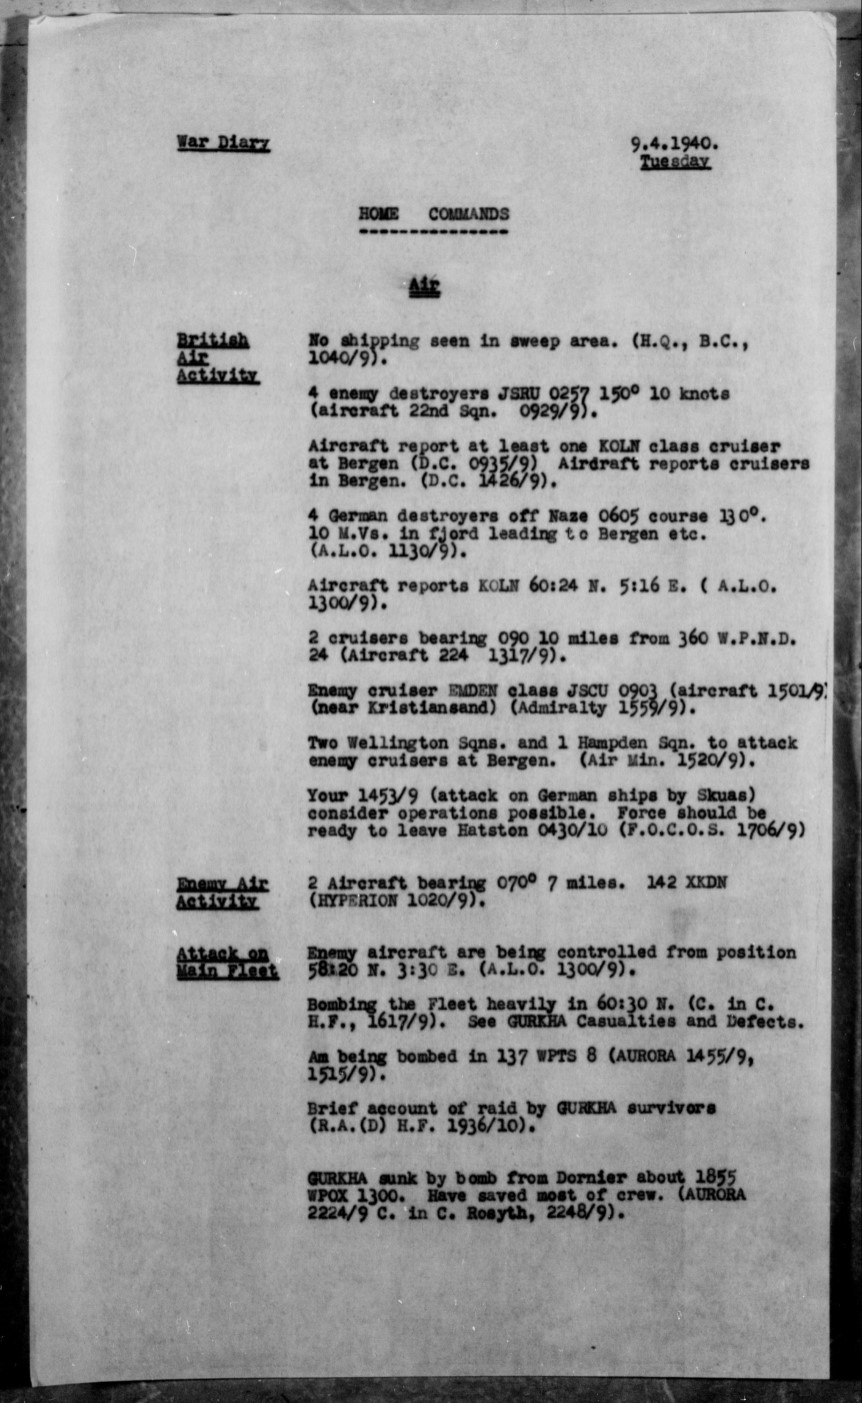 War Diary
9.4.1940.
Tuesday
HOME COMMANDS
---------------
Air
British
Air
Activity
No shipping seen in sweep area. (H.Q., B.C.,
1040/9).
4 enemy destroyers JSRU 0257 150° 10 knots
(aircraft 22nd Sqn. 0929/9).
Aircraft report at least one KOLN class cruiser
at Bergen (D.C. 0935/9) Airdraft reports cruisers
in Bergen. (D.C. 1426/9).
4 German destroyers off Naze 0605 course 130°.
10 M.Vs. in fjord leading to Bergen etc.
(A.L.O. 1130/9).
Aircraft reports KOLN 60:24 N. 5:16 E. ( A.L.O.
1300/9).
2 cruisers bearing 090 10 miles from 360 W.P.N.D.
24 (Aircraft 224 1317/9).
Enemy cruiser EMDEN class JSCU 0903 (aircraft 1501/9)
(near Kristiansand) (Admiralty 1559/9).
Two Wellington Sqns. and 1 Hampden Sqn. to attack
enemy cruisers at Bergen. (Air Min. 1520/9).
Your 1453/9 (attack on German ships by Skuas)
consider operations possible. Force should be
ready to leave Hatston 0430/10 (F.O.C.O.S. 1706/9)
Enemy Air
Activity
2 Aircraft bearing 070° 7 miles. 142 XKDN
(HYPERION 1020/9).
Attack on
Main Fleet
Enemy aircraft are being controlled from position
58:20 N. 3:30 E. (A.L.O. 1300/9).
Bombing the Fleet heavily in 60:30 N. (C. in C.
H.F., 1617/9). See GURKHA Casualties and Defects.
Am being bombed in 137 WPTS 8 (AURORA 1455/9,
1515/9).
Brief account of raid by GURKHA survivors
(R.A.(D) H.F. 1936/10).
GURKHA sunk by bomb from Dornier about 1855
WPOX 1300. Have saved most of crew. (AURORA
2224/9 C. in C. Rosyth, 2248/9).